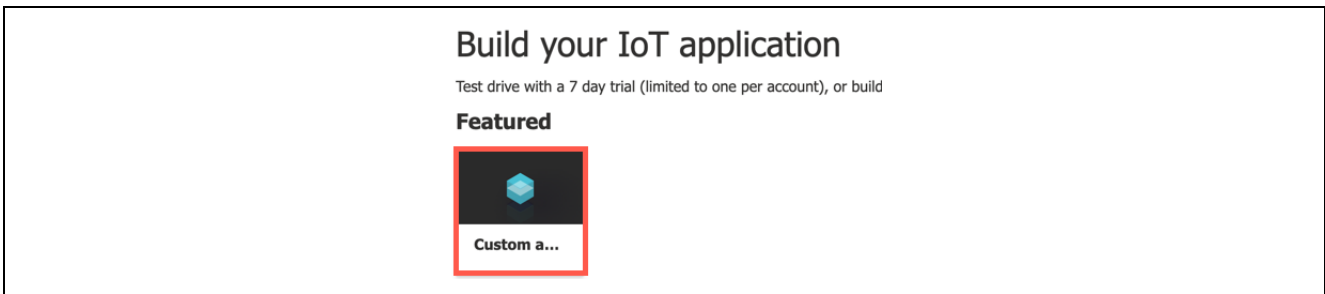 Build your IoT application
Test drive with a 7 day trial (limited to one per account), or build
Featured
Custom a...